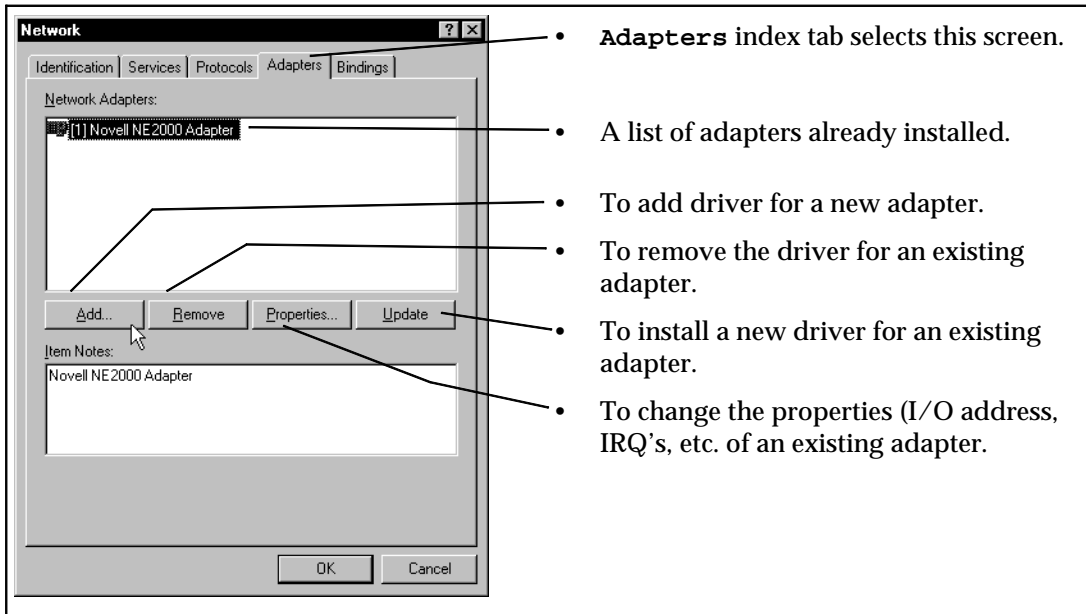 Network
Identification Services Protocols Adapters Bindings
Network Adapters:
[1] Novell NE2000 Adapter
Add... Remove Properties... Update
Item Notes:
Novell NE2000 Adapter
OK Cancel
• Adapters index tab selects this screen.
• A list of adapters already installed.
• To add driver for a new adapter.
• To remove the driver for an existing
adapter.
• To install a new driver for an existing
adapter.
• To change the properties (I/O address,
IRQ’s, etc. of an existing adapter.